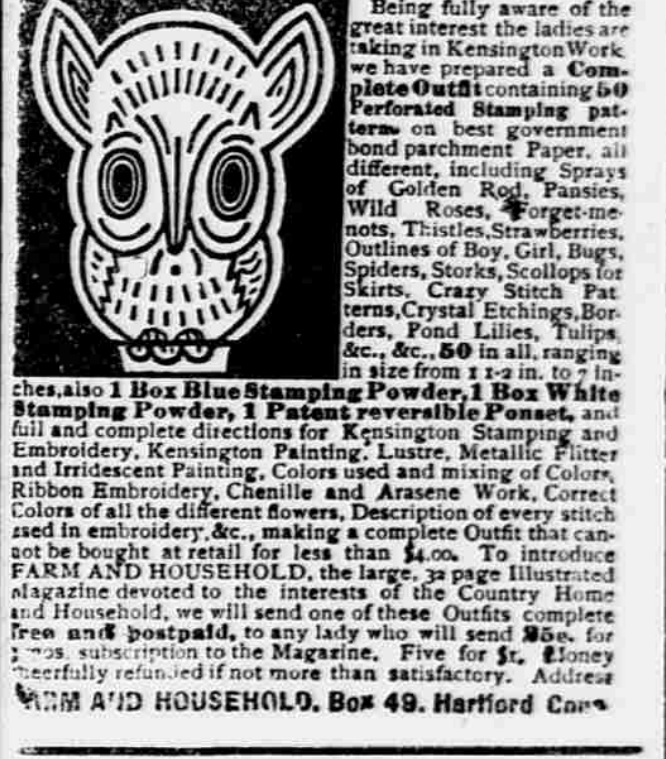 Being fully aware of the
great interest the ladies are
taking in Kensington Work
we have prepared a Com-
plete Outfit containing 50
Perforated Stamping pat-
terns on best government
bond parchment Paper, all
different, including Sprays
of Golden Rod, Pansies,
Wild Roses, Forget-me-
nots, Thistles, Strawberries,
Outlines of Boy, Girl, Bugs,
Spiders, Storks, Scollops for
Skirts, Crazy Stitch Pat
terns, Crystal Etchings, Bor-
ders, Pond Lilies, Tulips,
&c., &c., 50 in all, ranging
in size from 1 1-2 in. to 7 in-
ches, also 1 Box Blue Stamping Powder, 1 Box White
Stamping Powder, 1 Patent reversible Ponset, and
full and complete directions for Kensington Stamping and
Embroidery, Kensington Painting, Lustre, Metallic Flitter
and Irridescent Painting, Colors used and mixing of Colors,
Ribbon Embroidery, Chenille and Arasene Work, Correct
Colors of all the different flowers, Description of every stitch
used in embroidery, &c., making a complete Outfit that can-
not be bought at retail for less than $4.00. To introduce
FARM AND HOUSEHOLD, the large, 32 page Illustrated
Magazine devoted to the interests of the Country Home
and Household, we will send one of these Outfits complete
free and postpaid, to any lady who will send 25c. for
mos. subscription to the Magazine. Five for $1. Money
cheerfully refunded if not more than satisfactory. Address
FARM AND HOUSEHOLD, Box 49, Hartford Conn